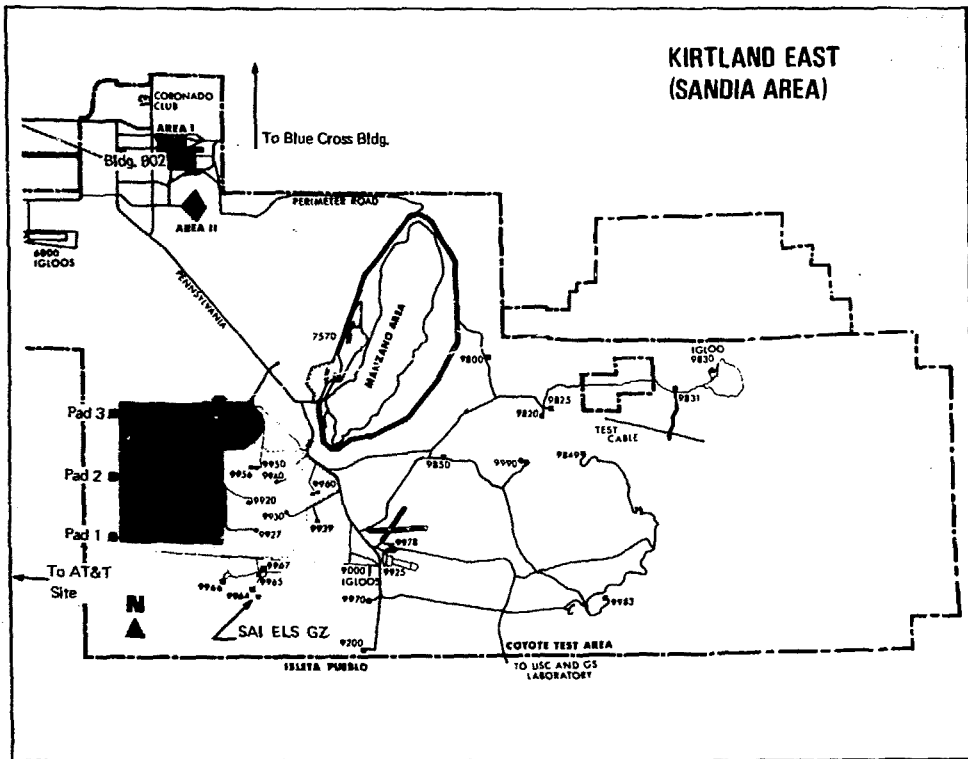 KIRTLAND EAST
(SANDIA AREA)
CORONADO
CLUB
AREA I
To Blue Cross Bldg.
Bldg. 802
PERIMETER ROAD
AREA II
6000
IGLOOS
PENNSYLVANIA
7570
MANZANO AREA
9800
IGLOO
9830
9831
9825
9820
TEST
CABLE
Pad 3
Pad 2
Pad 1
9950
9956
9940
9960
9920
9930
9939
9927
9850
9990
9978
9925
9000
IGLOOS
9970
9967
9965
9966
9964
9983
To AT&T
Site
N
SAI ELS GZ
9200
ISLETA PUEBLO
COYOTE TEST AREA
TO USC AND GS
LABORATORY